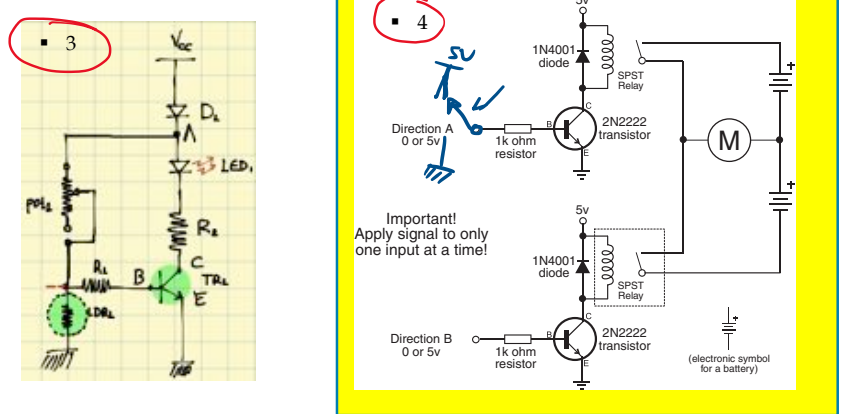 ▪ 3
Vcc
D1
A
LED1
pot1
R2
R1
B
C
TR1
E
LDR1
▪ 4
5v
5v
1N4001
diode
SPST
Relay
C
Direction A
0 or 5v
B
1k ohm
resistor
2N2222
transistor
E
M
+
Important!
Apply signal to only
one input at a time!
5v
1N4001
diode
SPST
Relay
+
C
Direction B
0 or 5v
B
1k ohm
resistor
2N2222
transistor
E
+
(electronic symbol
for a battery)